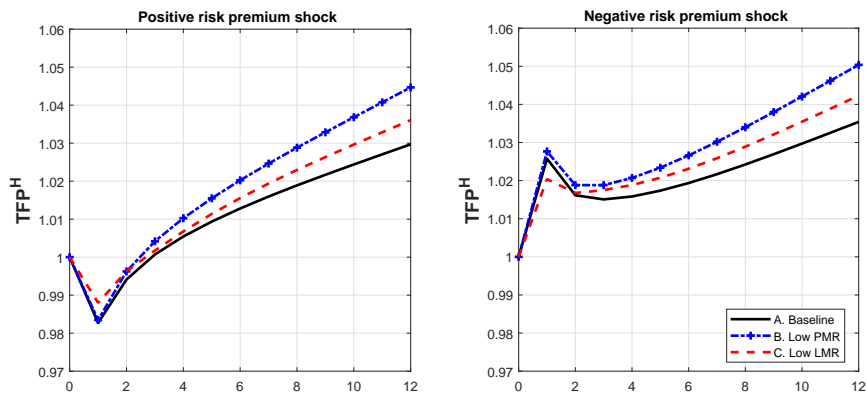 Positive risk premium shock
1.06
1.05
1.04
1.03
1.02
1.01
1
0.99
0.98
0.97
TFP^H
0 2 4 6 8 10 12
Negative risk premium shock
1.06
1.05
1.04
1.03
1.02
1.01
1
0.99
0.98
0.97
TFP^H
0 2 4 6 8 10 12
A. Baseline
B. Low PMR
C. Low LMR